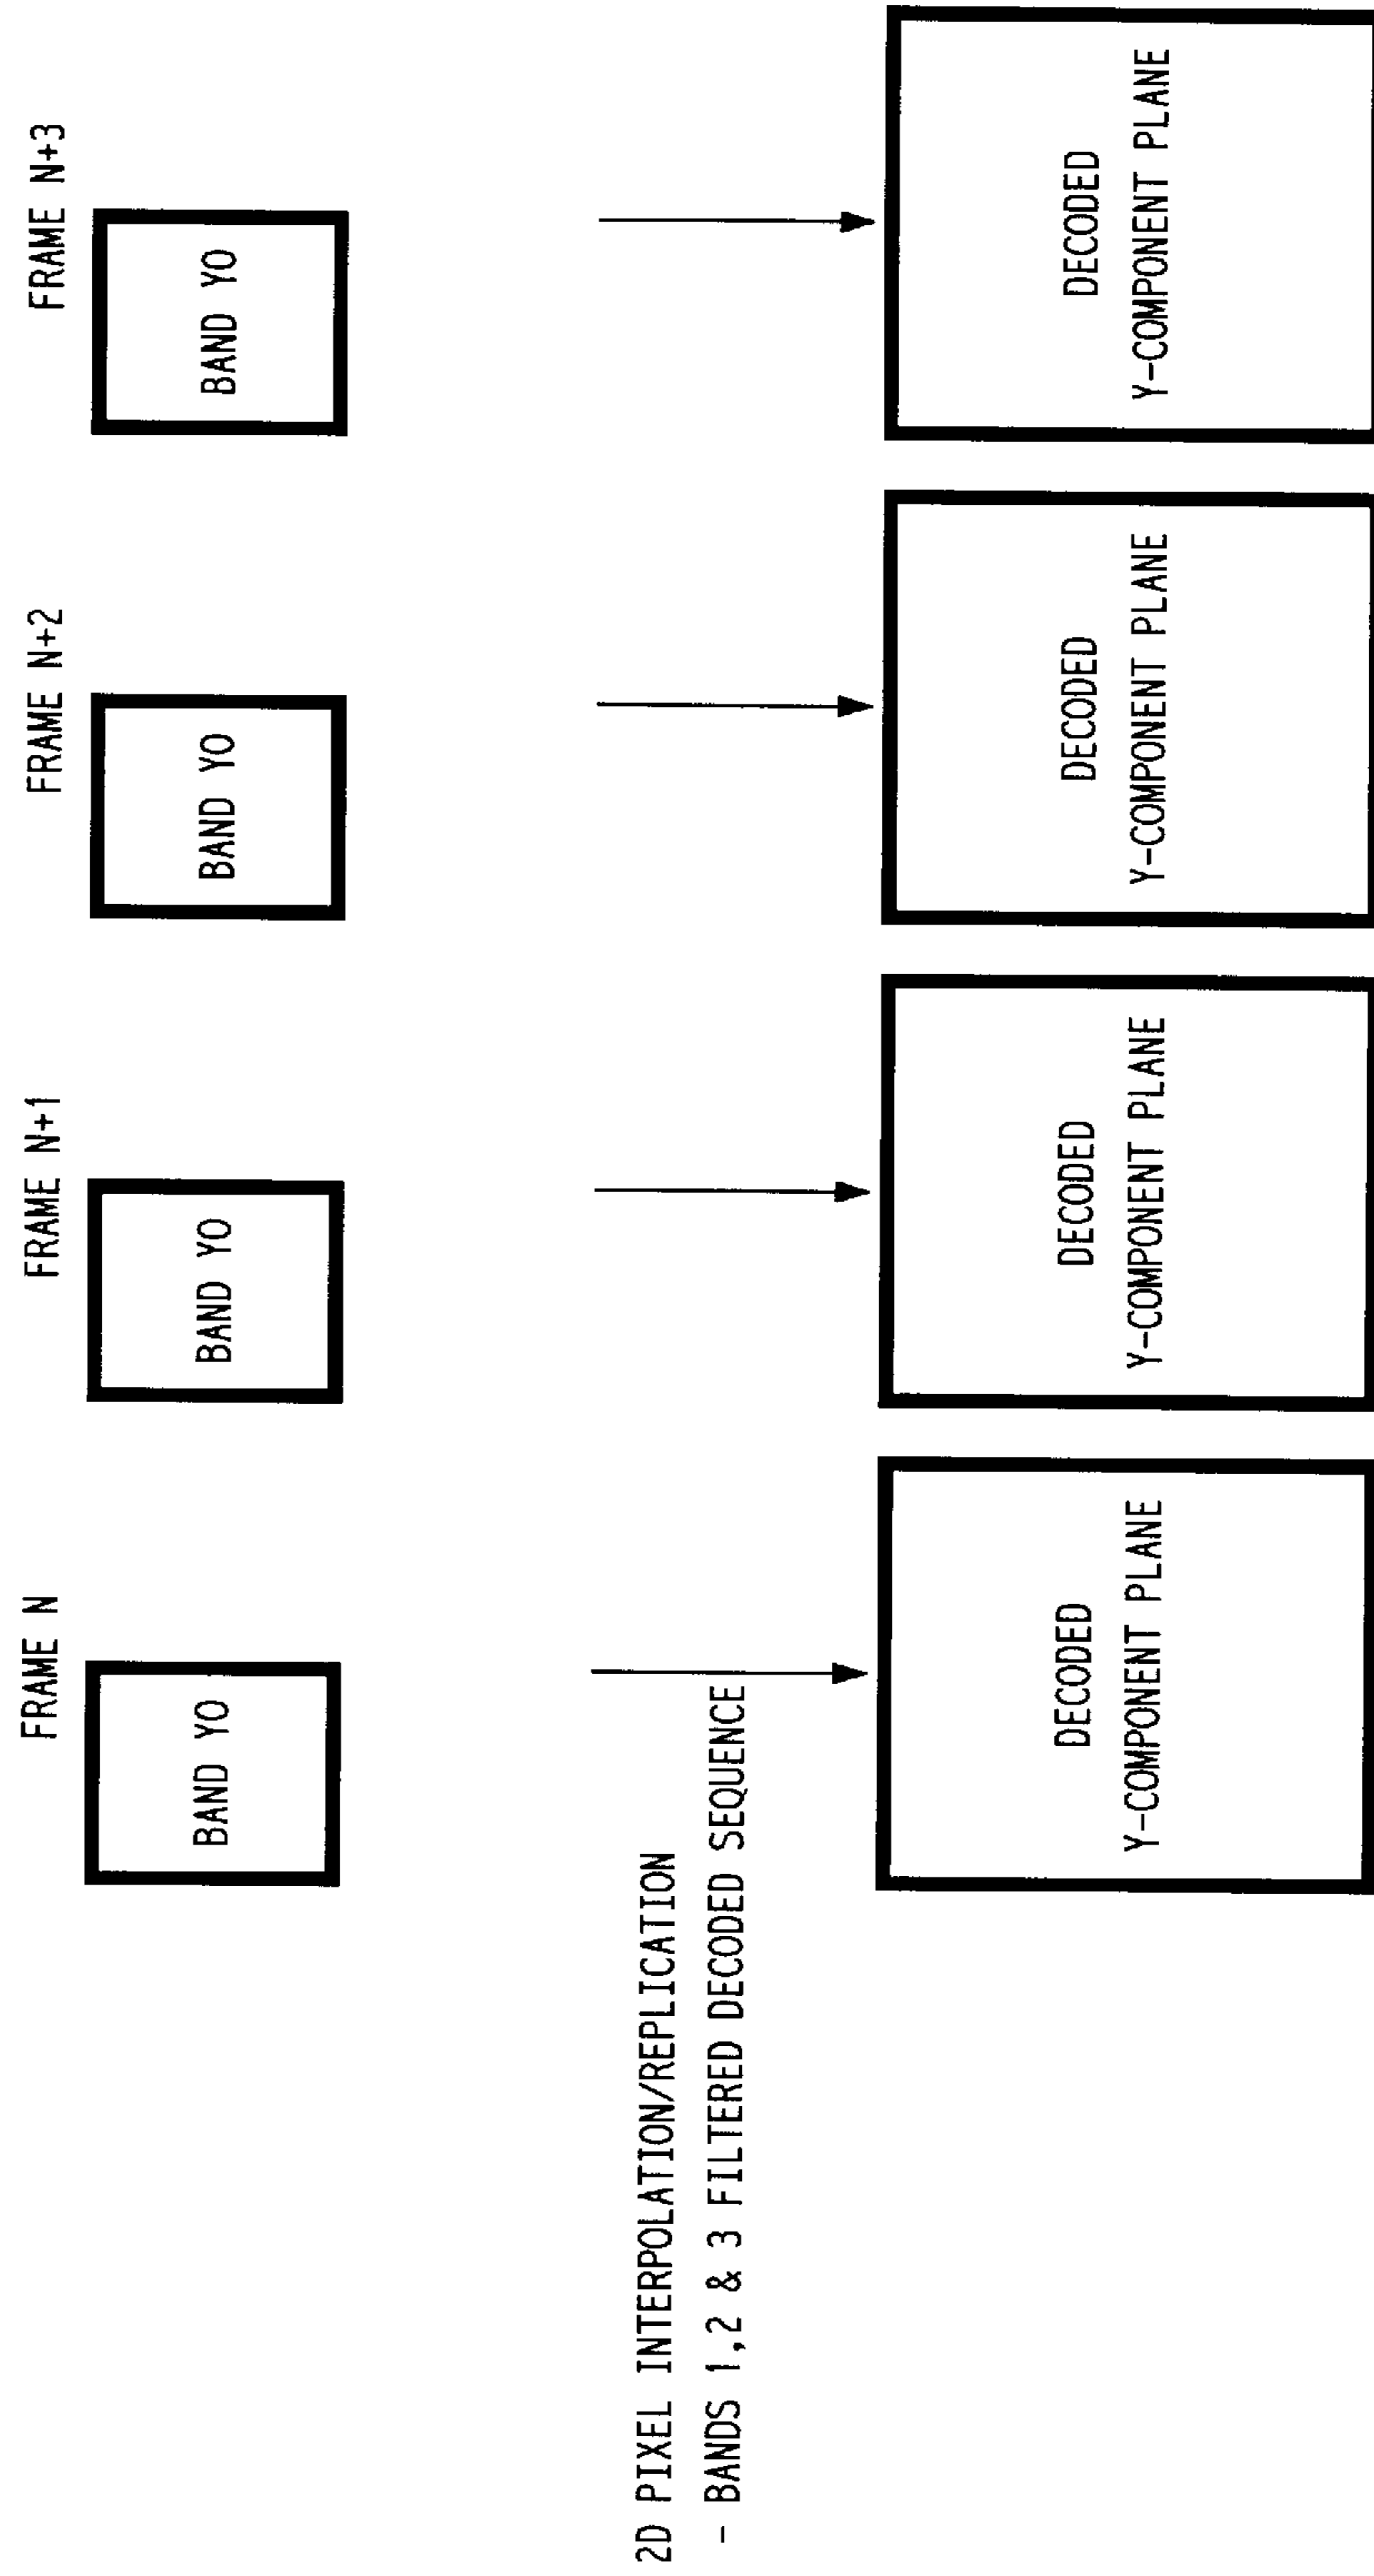 FRAME N
FRAME N+1
FRAME N+2
FRAME N+3
BAND YO
BAND YO
BAND YO
BAND YO
2D PIXEL INTERPOLATION/REPLICATION
- BANDS 1,2 & 3 FILTERED DECODED SEQUENCE
DECODED
Y-COMPONENT PLANE
DECODED
Y-COMPONENT PLANE
DECODED
Y-COMPONENT PLANE
DECODED
Y-COMPONENT PLANE